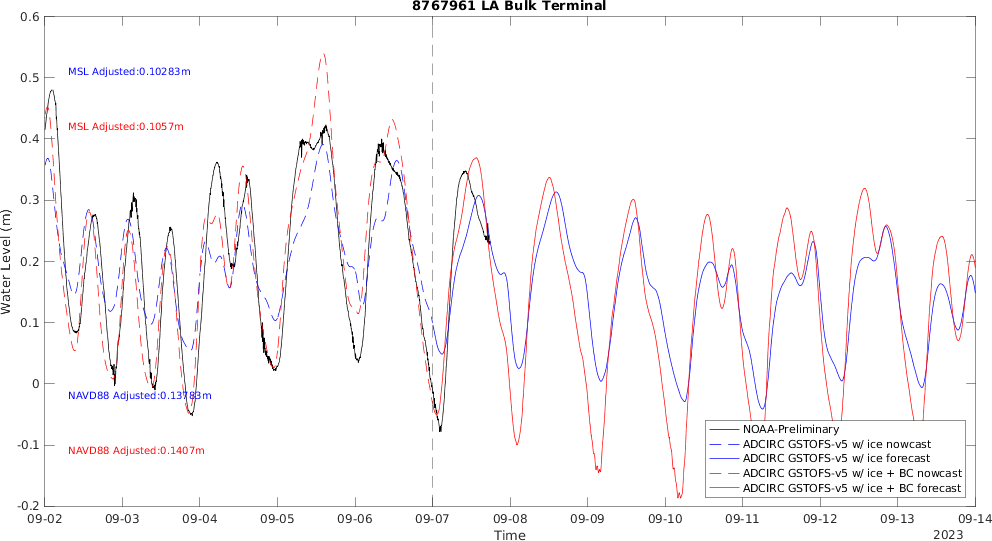 8767961 LA Bulk Terminal
0.6
0.5
0.4
0.3
0.2
0.1
0
-0.1
-0.2
Water Level (m)
MSL Adjusted:0.10283m
MSL Adjusted:0.1057m
NAVD88 Adjusted:0.13783m
NAVD88 Adjusted:0.1407m
NOAA-Preliminary
ADCIRC GSTOFS-v5 w/ ice nowcast
ADCIRC GSTOFS-v5 w/ ice forecast
ADCIRC GSTOFS-v5 w/ ice + BC nowcast
ADCIRC GSTOFS-v5 w/ ice + BC forecast
09-02 09-03 09-04 09-05 09-06 09-07 09-08 09-09 09-10 09-11 09-12 09-13 09-14
Time
2023